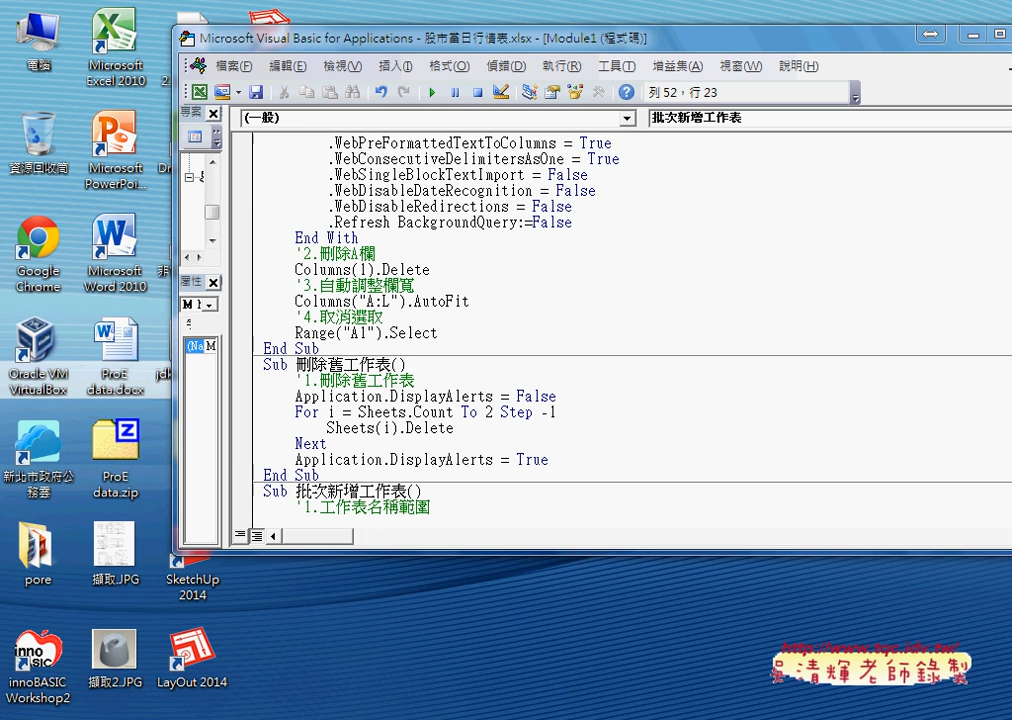 Microsoft Visual Basic for Applications - 股市當日行情表.xlsx - [Module1 (程式碼)]
檔案(F) 編輯(E) 檢視(V) 插入(I) 格式(O) 偵錯(D) 執行(R) 工具(T) 增益集(A) 視窗(W) 說明(H)
列 52，行 23
專案
(一般)
批次新增工作表
屬性
.WebPreFormattedTextToColumns = True
.WebConsecutiveDelimitersAsOne = True
.WebSingleBlockTextImport = False
.WebDisableDateRecognition = False
.WebDisableRedirections = False
.Refresh BackgroundQuery:=False
End With
'2.刪除A欄
Columns(1).Delete
'3.自動調整欄寬
Columns("A:L").AutoFit
'4.取消選取
Range("A1").Select
End Sub
Sub 刪除舊工作表()
'1.刪除舊工作表
Application.DisplayAlerts = False
For i = Sheets.Count To 2 Step -1
Sheets(i).Delete
Next
Application.DisplayAlerts = True
End Sub
Sub 批次新增工作表()
'1.工作表名稱範圍
電腦
Microsoft Excel 2010
資源回收筒
Microsoft PowerPoi...
Google Chrome
Microsoft Word 2010
Oracle VM VirtualBox
ProE data.docx
新北市政府公務雲
ProE data.zip
pore
擷取.JPG
SketchUp 2014
innoBASIC Workshop2
擷取2.JPG
LayOut 2014
http://www.tqc.idv.tw/
吳清輝老師錄製